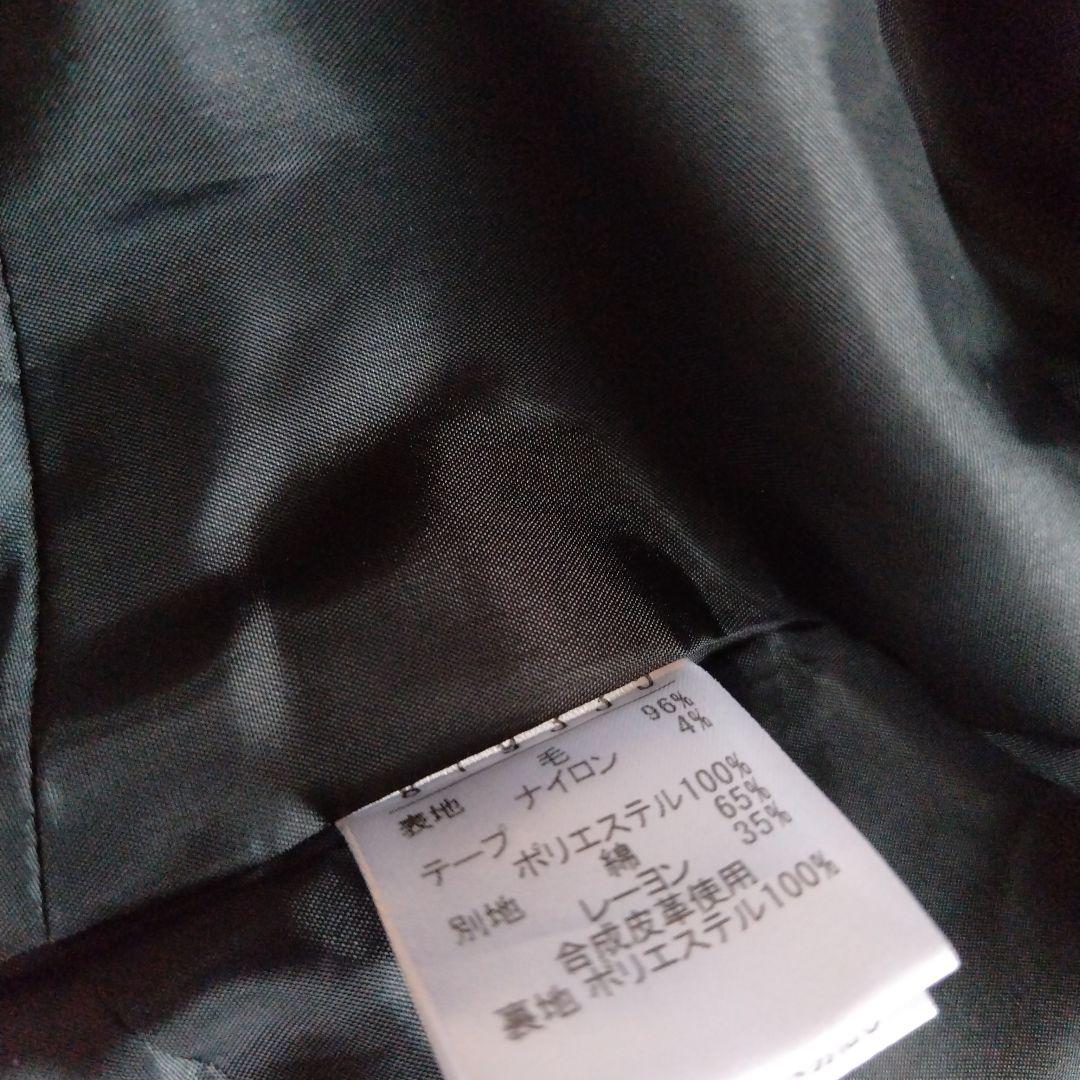 表地 毛 96%
ナイロン 4%
テープ ポリエステル100%
別地 綿 65%
レーヨン 35%
合成皮革使用
裏地 ポリエステル100%